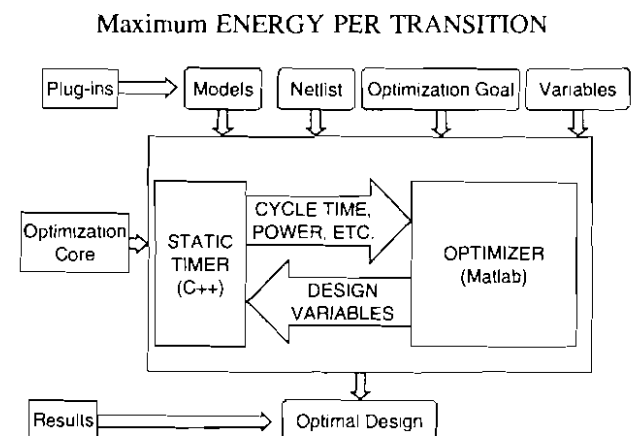 Maximum ENERGY PER TRANSITION
Plug-ins
Models
Netlist
Optimization Goal
Variables
Optimization
Core
STATIC
TIMER
(C++)
CYCLE TIME,
POWER, ETC.
DESIGN
VARIABLES
OPTIMIZER
(Matlab)
Results
Optimal Design